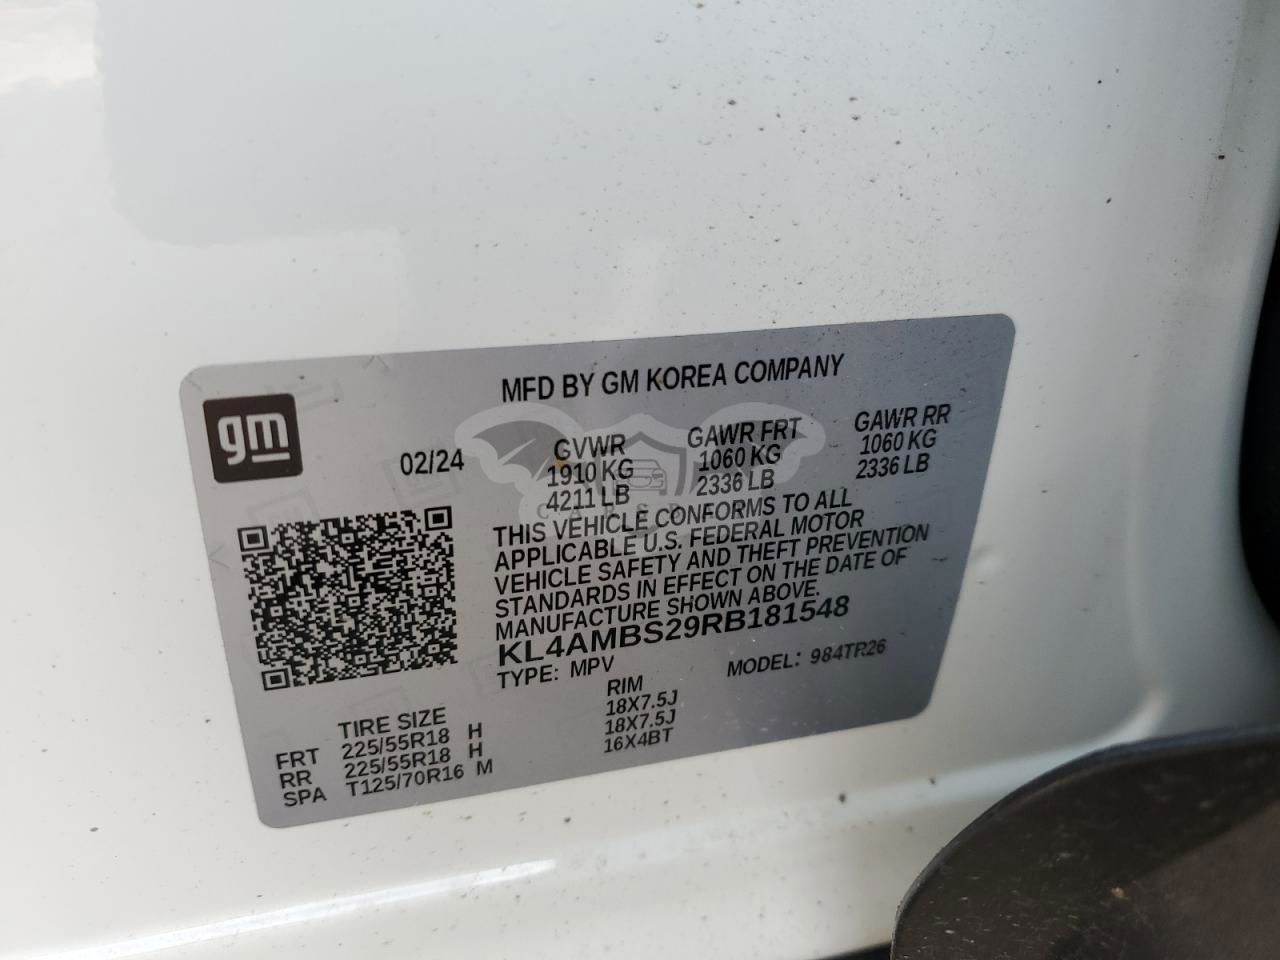 MFD BY GM KOREA COMPANY
gm
02/24
GVWR GAWR FRT GAWR RR
1910 KG 1060 KG 1060 KG
4211 LB 2336 LB 2336 LB
THIS VEHICLE CONFORMS TO ALL
APPLICABLE U.S. FEDERAL MOTOR
VEHICLE SAFETY AND THEFT PREVENTION
STANDARDS IN EFFECT ON THE DATE OF
MANUFACTURE SHOWN ABOVE.
KL4AMBS29RB181548
TYPE: MPV MODEL: 984TR26
TIRE SIZE RIM
FRT 225/55R18 H 18X7.5J
RR 225/55R18 H 18X7.5J
SPA T125/70R16 M 16X4BT